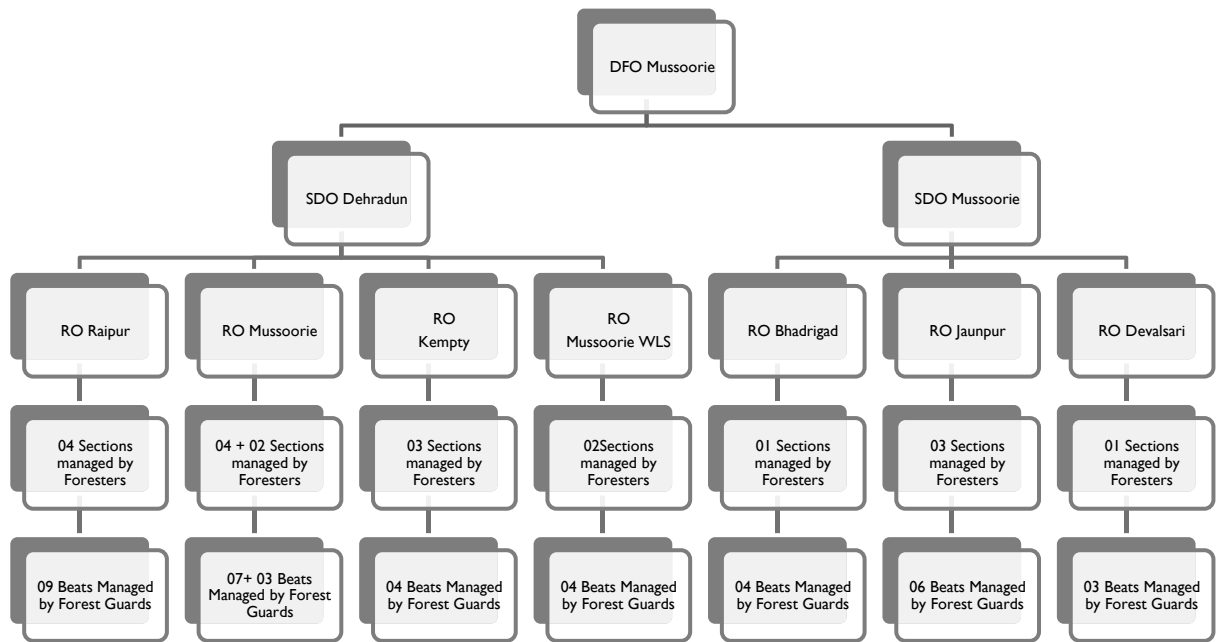 DFO Mussoorie
SDO Dehradun
SDO Mussoorie
RO Raipur
RO Mussoorie
RO
Kempty
RO
Mussoorie WLS
RO Bhadrigad
RO Jaunpur
RO Devalsari
04 Sections
managed by
Foresters
04 + 02 Sections
managed by
Foresters
03 Sections
managed by
Foresters
02Sections
managed by
Foresters
01 Sections
managed by
Foresters
03 Sections
managed by
Foresters
01 Sections
managed by
Foresters
09 Beats Managed
by Forest Guards
07+ 03 Beats
Managed by Forest
Guards
04 Beats Managed
by Forest Guards
04 Beats Managed
by Forest Guards
04 Beats Managed
by Forest Guards
06 Beats Managed
by Forest Guards
03 Beats Managed
by Forest Guards